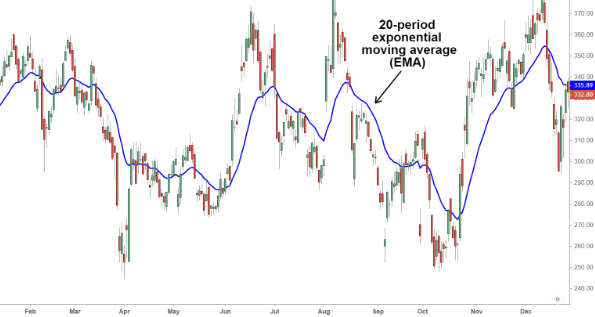 370.00
20-period
exponential
moving average
(EMA)
360.00
350.00
340.00
335.89
332.89
320.00
310.00
300.00
290.00
280.00
270.00
260.00
250.00
240.00
Feb
Mar
Apr
May
Jun
Jul
Aug
Sep
Oct
Nov
Dec